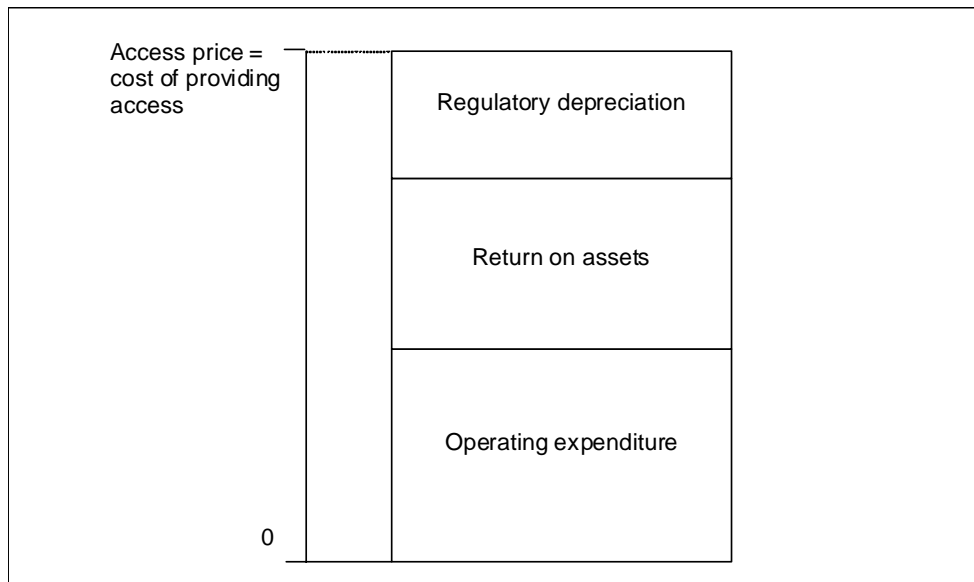 Access price =
cost of providing
access
Regulatory depreciation
Return on assets
Operating expenditure
0